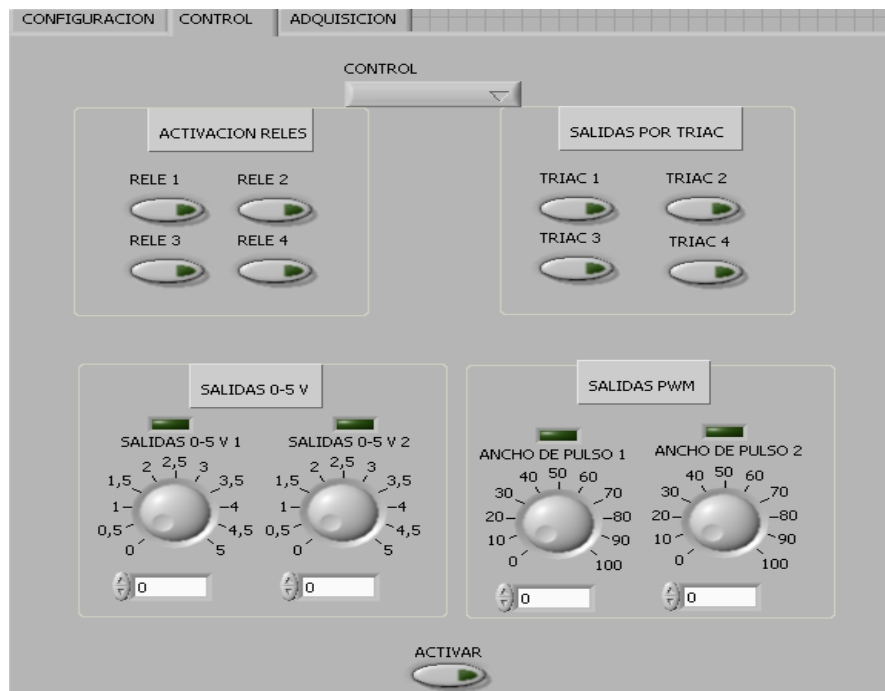 CONFIGURACION CONTROL ADQUISICION
CONTROL
ACTIVACION RELES
RELE 1 RELE 2
RELE 3 RELE 4
SALIDAS POR TRIAC
TRIAC 1 TRIAC 2
TRIAC 3 TRIAC 4
SALIDAS 0-5 V
SALIDAS 0-5 V 1
0 0,5 1 1,5 2 2,5 3 3,5 4 4,5 5
0
SALIDAS 0-5 V 2
0 0,5 1 1,5 2 2,5 3 3,5 4 4,5 5
0
SALIDAS PWM
ANCHO DE PULSO 1
0 10 20 30 40 50 60 70 80 90 100
0
ANCHO DE PULSO 2
0 10 20 30 40 50 60 70 80 90 100
0
ACTIVAR